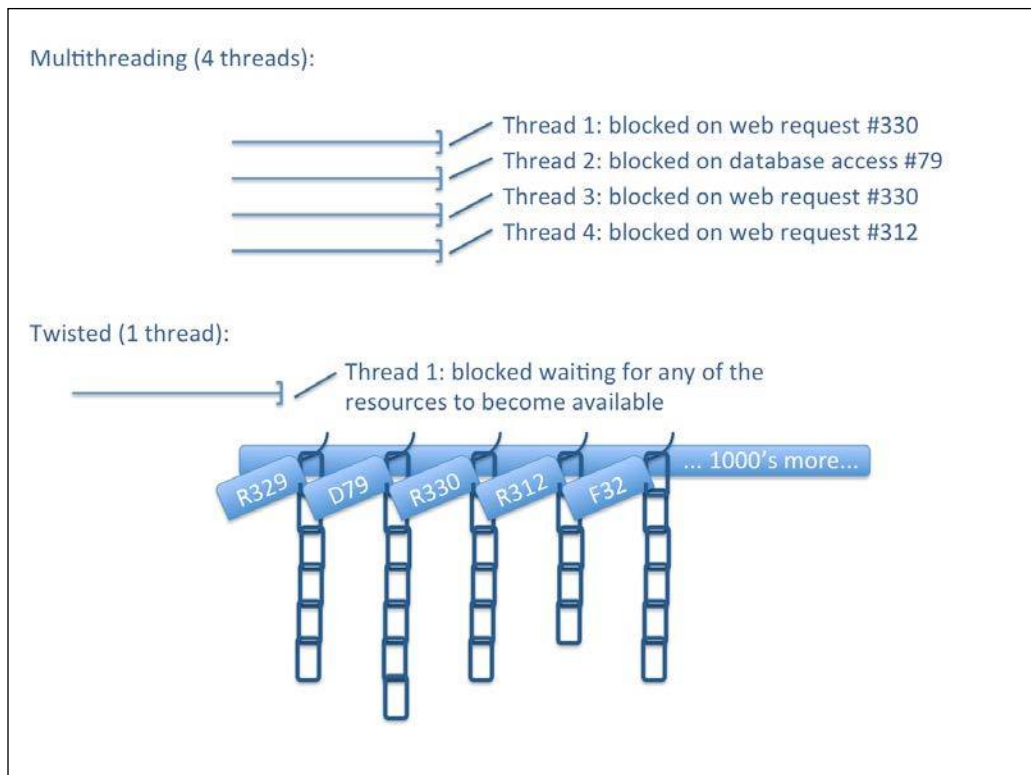 Multithreading (4 threads):
Thread 1: blocked on web request #330
Thread 2: blocked on database access #79
Thread 3: blocked on web request #330
Thread 4: blocked on web request #312
Twisted (1 thread):
Thread 1: blocked waiting for any of the
resources to become available
... 1000's more...
R329
D79
R330
R312
F32